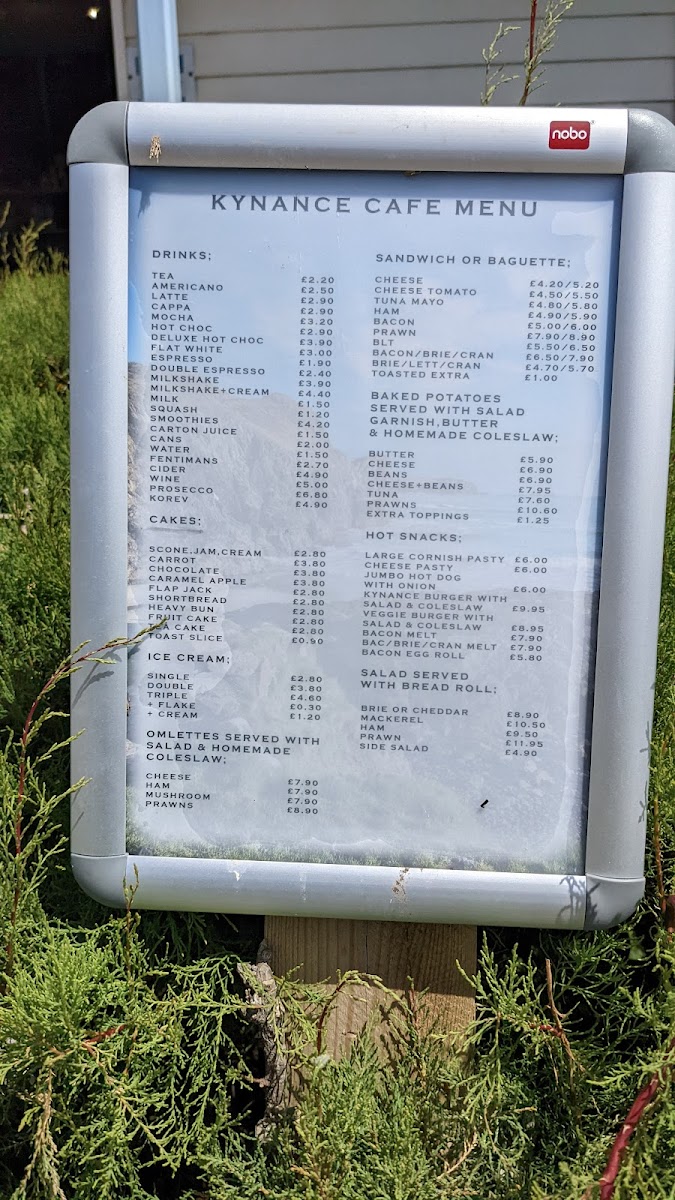 nobo
KYNANCE CAFE MENU
DRINKS;
TEA £2.20
AMERICANO £2.50
LATTE £2.90
CAPPA £2.90
MOCHA £3.20
HOT CHOC £2.90
DELUXE HOT CHOC £3.90
FLAT WHITE £3.00
ESPRESSO £1.90
DOUBLE ESPRESSO £2.40
MILKSHAKE £3.90
MILKSHAKE+CREAM £4.40
MILK £1.50
SQUASH £1.20
SMOOTHIES £4.20
CARTON JUICE £1.50
CANS £2.00
WATER £1.50
FENTIMANS £2.70
CIDER £4.90
WINE £5.00
PROSECCO £6.80
KOREV £4.90
CAKES;
SCONE,JAM,CREAM £2.80
CARROT £3.80
CHOCOLATE £3.80
CARAMEL APPLE £3.80
FLAP JACK £2.80
SHORTBREAD £2.80
HEAVY BUN £2.80
FRUIT CAKE £2.80
TEA CAKE £2.80
TOAST SLICE £0.90
ICE CREAM;
SINGLE £2.80
DOUBLE £3.80
TRIPLE £4.60
+ FLAKE £0.30
+ CREAM £1.20
OMLETTES SERVED WITH
SALAD & HOMEMADE
COLESLAW;
CHEESE £7.90
HAM £7.90
MUSHROOM £7.90
PRAWNS £8.90
SANDWICH OR BAGUETTE;
CHEESE £4.20/5.20
CHEESE TOMATO £4.50/5.50
TUNA MAYO £4.80/5.80
HAM £4.90/5.90
BACON £5.00/6.00
PRAWN £7.90/8.90
BLT £5.50/6.50
BACON/BRIE/CRAN £6.50/7.90
BRIE/LETT/CRAN £4.70/5.70
TOASTED EXTRA £1.00
BAKED POTATOES
SERVED WITH SALAD
GARNISH,BUTTER
& HOMEMADE COLESLAW;
BUTTER £5.90
CHEESE £6.90
BEANS £6.90
CHEESE+BEANS £7.95
TUNA £7.60
PRAWNS £10.60
EXTRA TOPPINGS £1.25
HOT SNACKS;
LARGE CORNISH PASTY £6.00
CHEESE PASTY £6.00
JUMBO HOT DOG
WITH ONION £6.00
KYNANCE BURGER WITH
SALAD & COLESLAW £9.95
VEGGIE BURGER WITH
SALAD & COLESLAW £8.95
BACON MELT £7.90
BAC/BRIE/CRAN MELT £7.90
BACON EGG ROLL £5.80
SALAD SERVED
WITH BREAD ROLL;
BRIE OR CHEDDAR £8.90
MACKEREL £10.50
HAM £9.50
PRAWN £11.95
SIDE SALAD £4.90